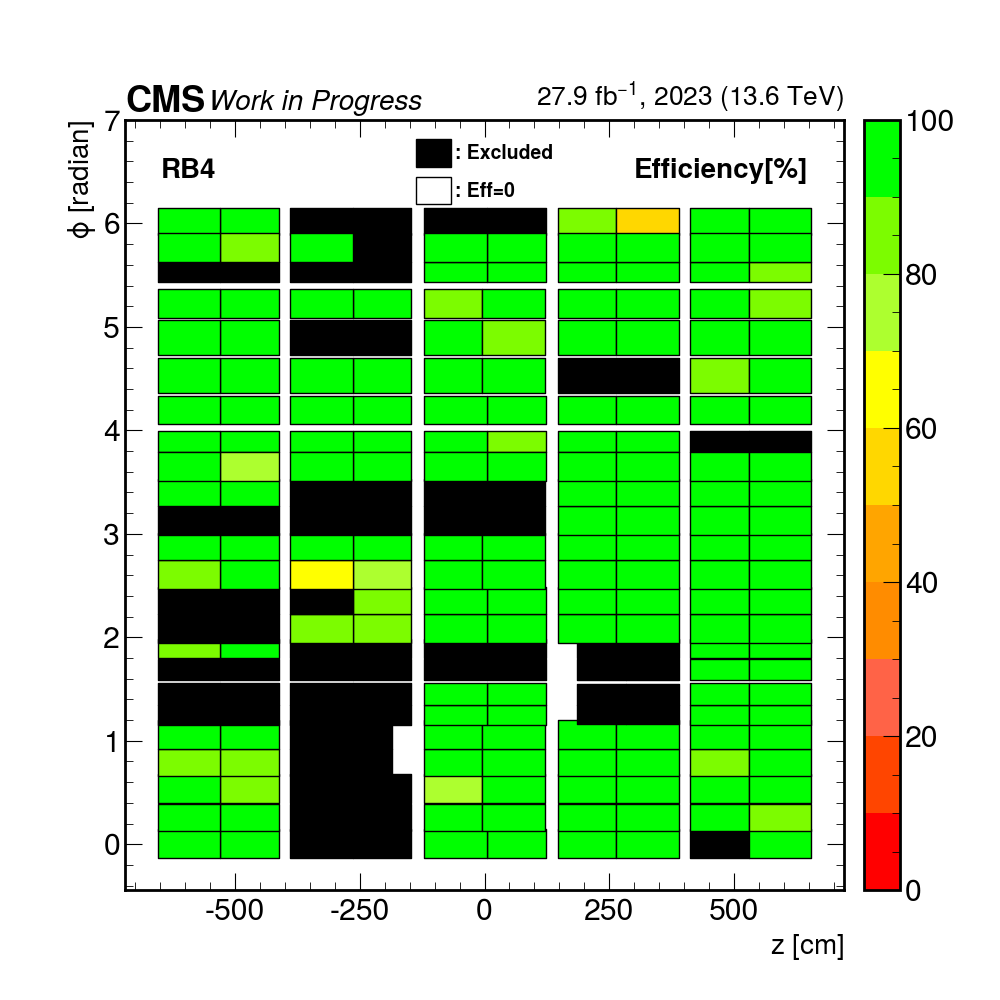 CMS Work in Progress 27.9 fb⁻¹, 2023 (13.6 TeV)
RB4
: Excluded
: Eff=0
Efficiency[%]
ϕ [radian]
7
6
5
4
3
2
1
0
-500 -250 0 250 500
z [cm]
100
80
60
40
20
0